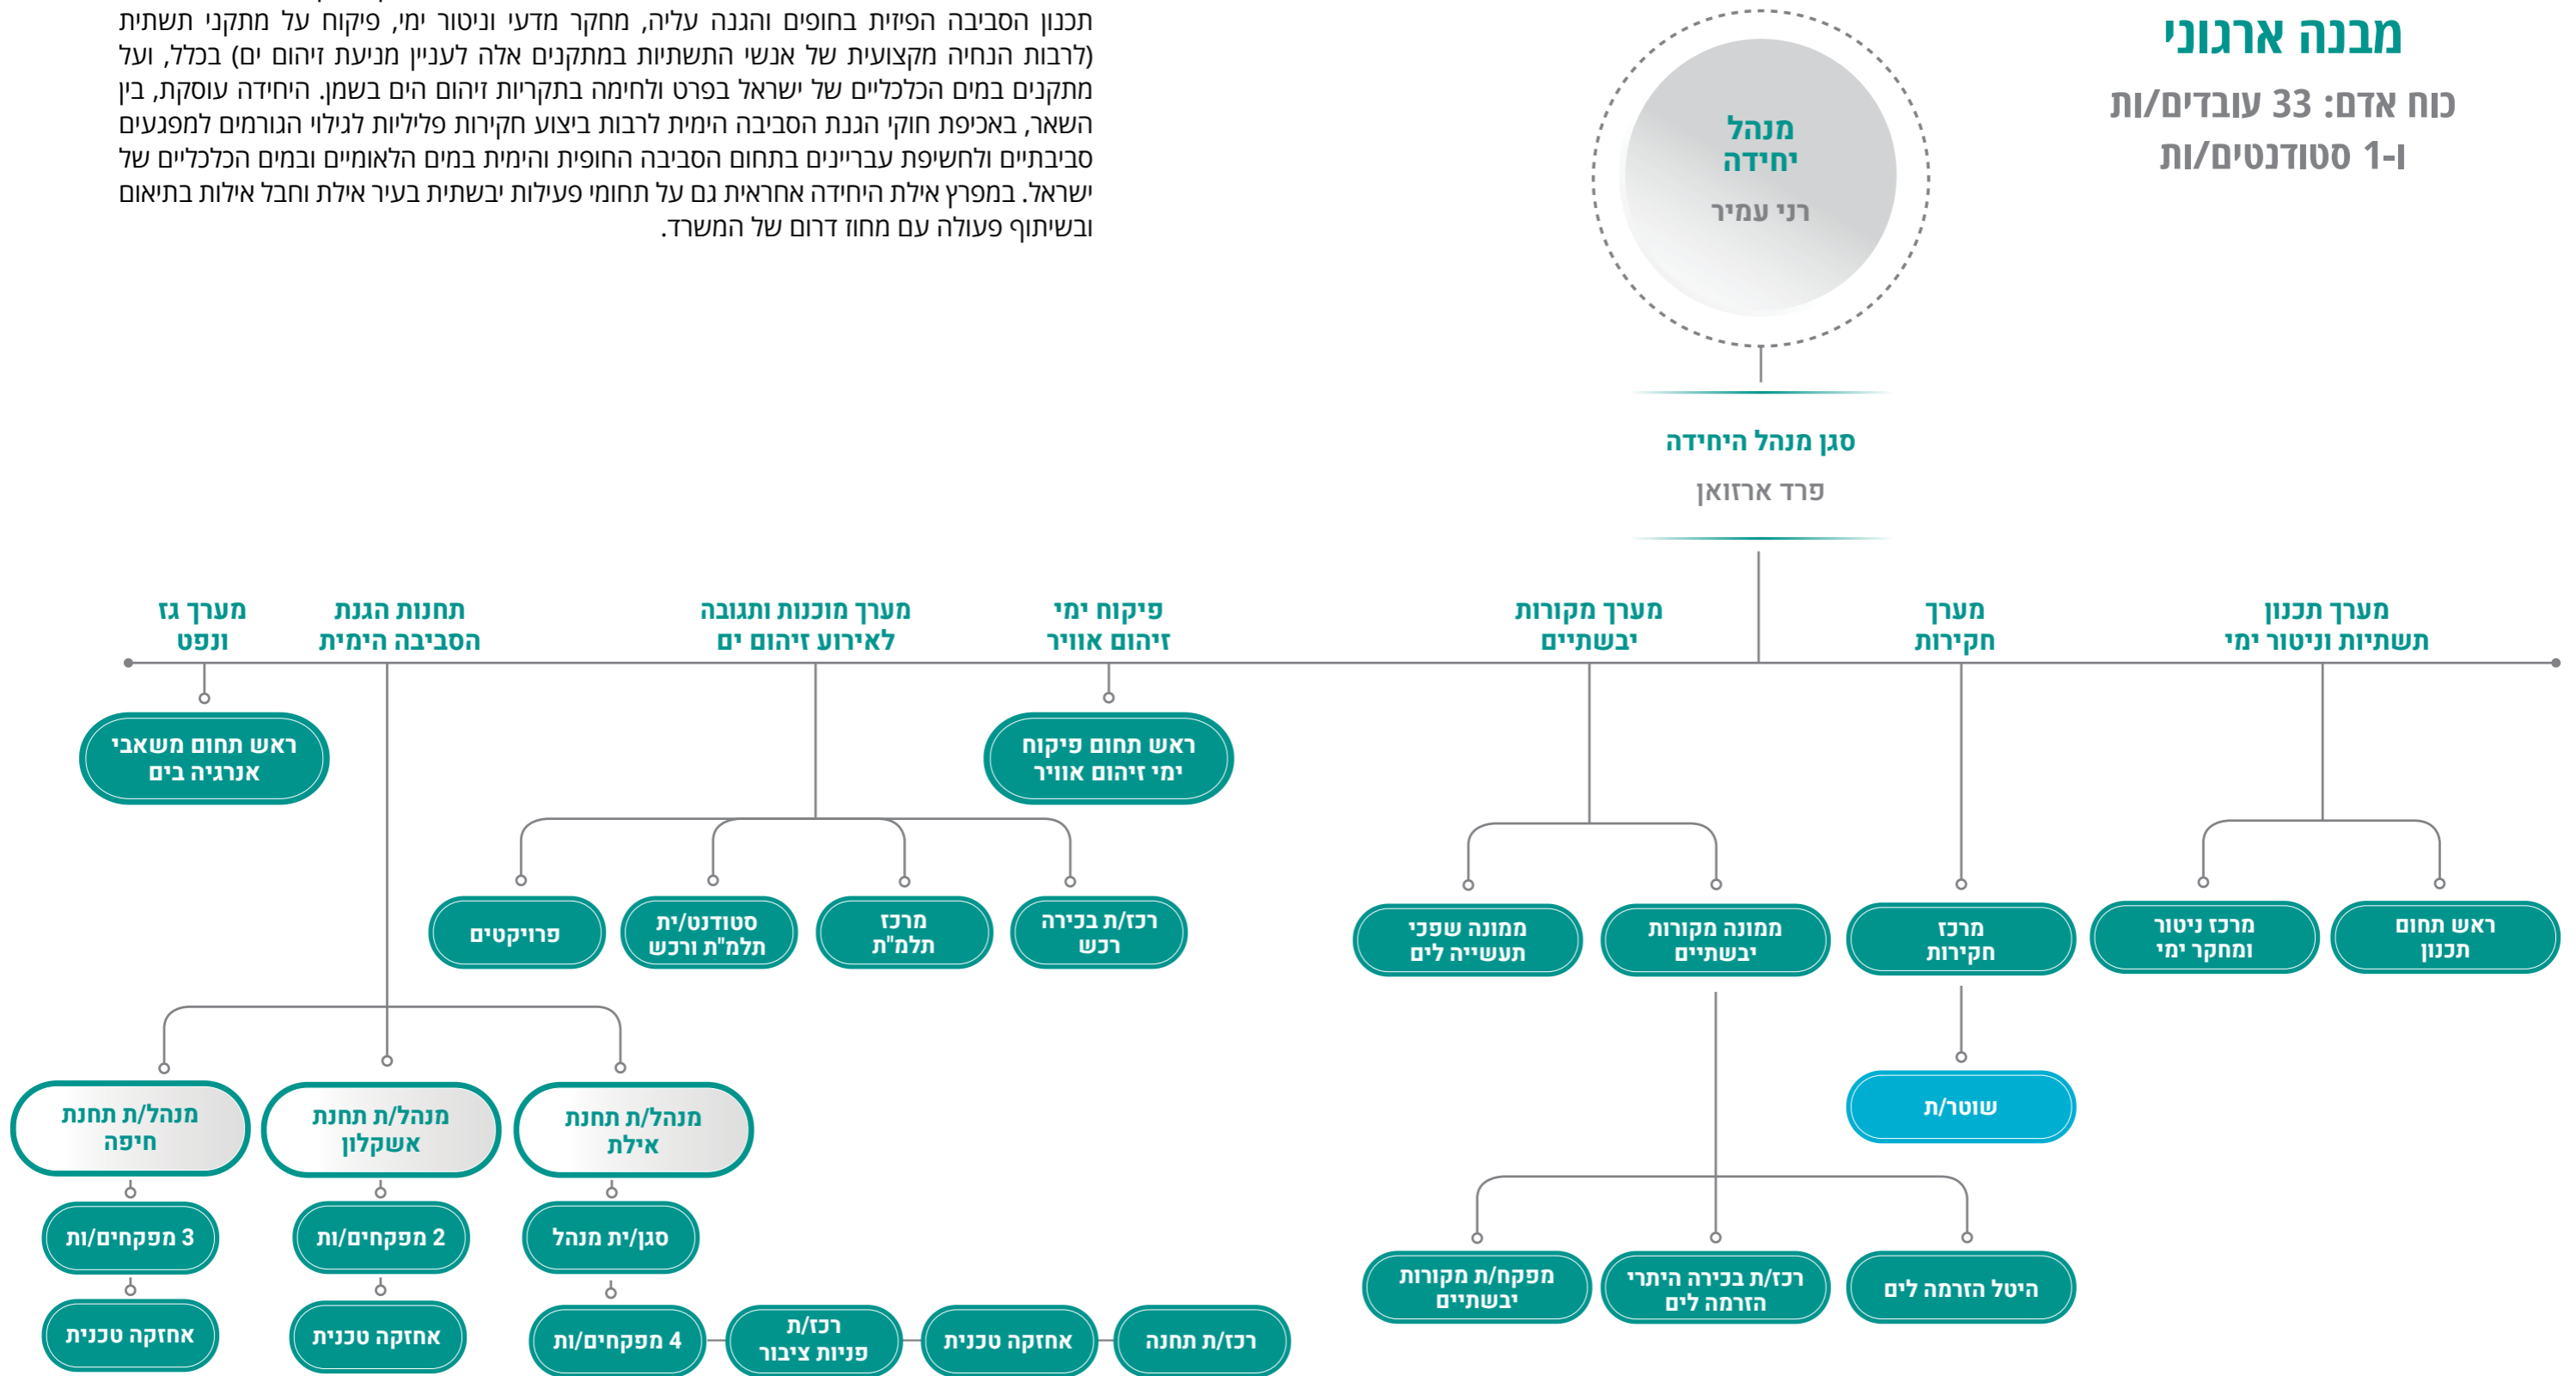 מבנה ארגוני
כוח אדם: 33 עובדים/ות
ו-1 סטודנטים/ות
תכנון הסביבה הפיזית בחופים והגנה עליה, מחקר מדעי וניטור ימי, פיקוח על מתקני תשתית
(לרבות הנחיה מקצועית של אנשי התשתיות במתקנים אלה לעניין מניעת זיהום ים) בכלל, ועל
מתקנים במים הכלכליים של ישראל בפרט ולחימה בתקריות זיהום הים בשמן. היחידה עוסקת, בין
השאר, באכיפת חוקי הגנת הסביבה הימית לרבות ביצוע חקירות פליליות לגילוי הגורמים למפגעים
סביבתיים ולחשיפת עבריינים בתחום הסביבה החופית והימית במים הלאומיים ובמים הכלכליים של
ישראל. במפרץ אילת היחידה אחראית גם על תחומי פעילות יבשתית בעיר אילת וחבל אילות בתיאום
ובשיתוף פעולה עם מחוז דרום של המשרד.
מנהל
יחידה
רני עמיר
סגן מנהל היחידה
פרד ארזואן
מערך תכנון
תשתיות וניטור ימי
מערך
חקירות
מערך מקורות
יבשתיים
פיקוח ימי
זיהום אוויר
מערך מוכנות ותגובה
לאירוע זיהום ים
תחנות הגנת
הסביבה הימית
מערך גז
ונפט
ראש תחום פיקוח
ימי זיהום אוויר
ראש תחום משאבי
אנרגיה בים
ראש תחום
תכנון
מרכז ניטור
ומחקר ימי
מרכז
חקירות
ממונה מקורות
יבשתיים
ממונה שפכי
תעשייה לים
רכז/ת בכירה
רכש
מרכז
תלמ"ת
סטודנט/ית
תלמ"ת ורכש
פרויקטים
שוטר/ת
מנהל/ת תחנת
אילת
מנהל/ת תחנת
אשקלון
מנהל/ת תחנת
חיפה
סגן/ית מנהל
2 מפקחים/ות
3 מפקחים/ות
היטל הזרמה לים
רכז/ת בכירה היתרי
הזרמה לים
מפקח/ת מקורות
יבשתיים
רכז/ת תחנה
אחזקה טכנית
רכז/ת
פניות ציבור
4 מפקחים/ות
אחזקה טכנית
אחזקה טכנית